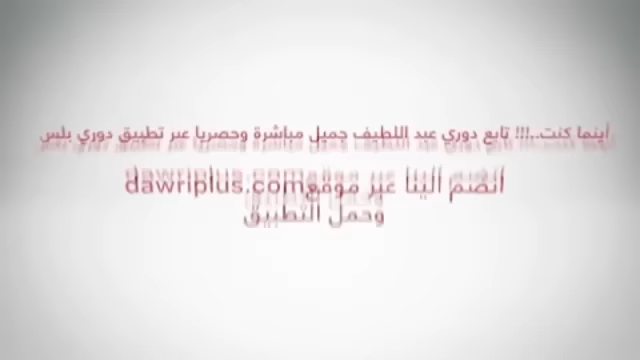 أينما كنت..!!! تابع دوري عبد اللطيف جميل مباشرة وحصريا عبر تطبيق دوري بلس
انضم الينا عبر موقع dawriplus.com
وحمل التطبيق